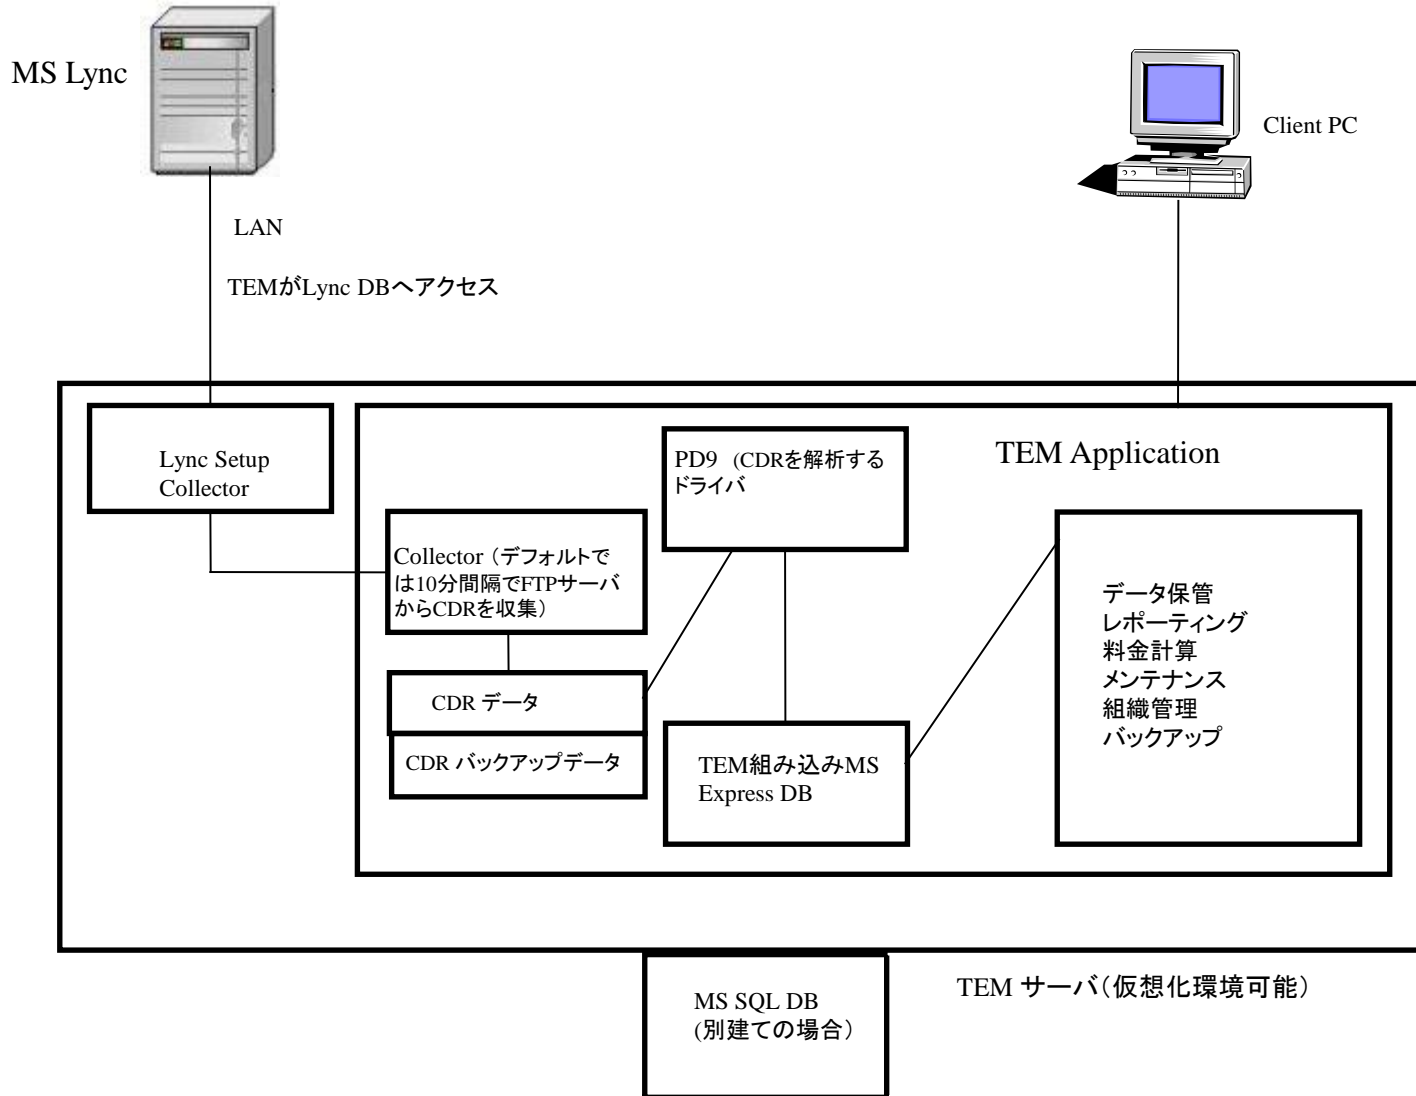 MS Lync
Client PC
LAN
TEMがLync DBへアクセス
Lync Setup
Collector
PD9 (CDRを解析する
ドライバ
TEM Application
Collector（デフォルトで
は10分間隔でFTPサーバ
からCDRを収集）
CDR データ
CDR バックアップデータ
TEM組み込みMS
Express DB
データ保管
レポーティング
料金計算
メンテナンス
組織管理
バックアップ
MS SQL DB
(別建ての場合）
TEM サーバ（仮想化環境可能）